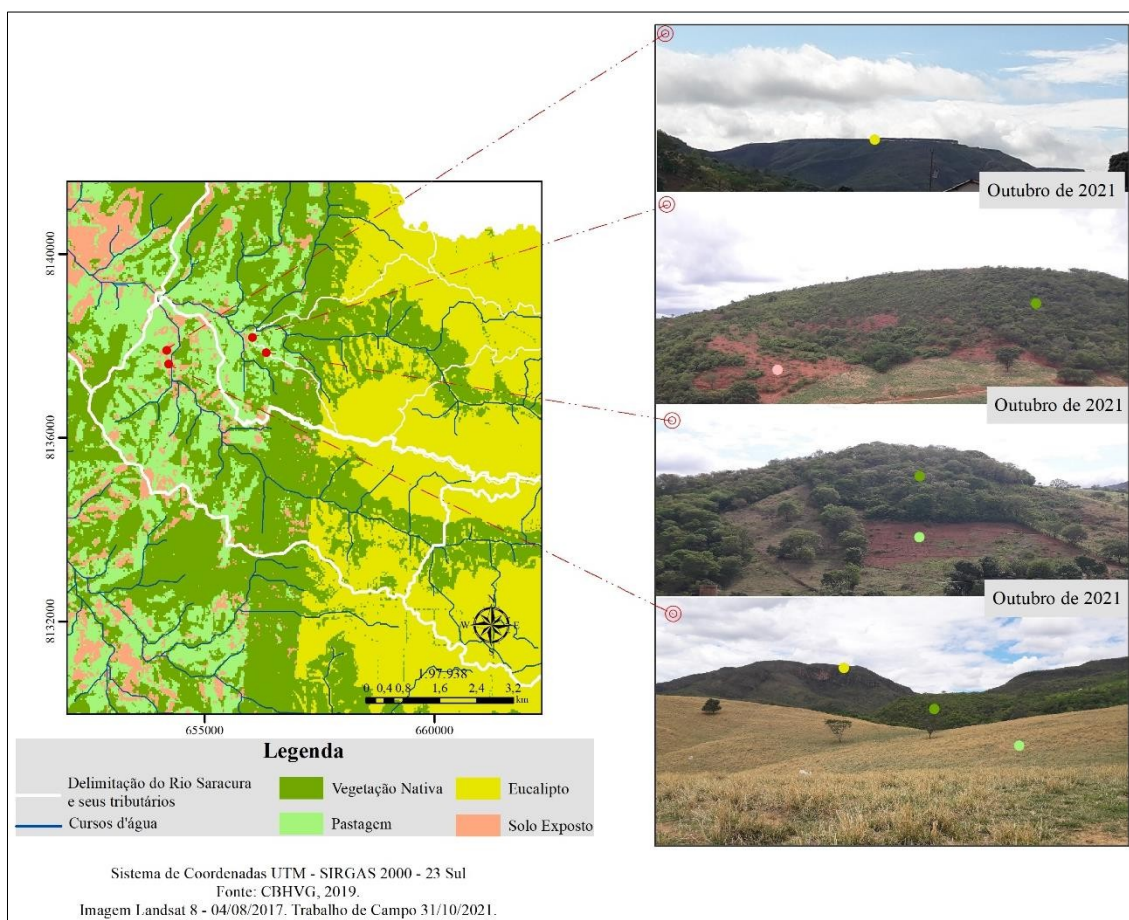 Outubro de 2021
Outubro de 2021
Outubro de 2021
8140000
8136000
8132000
W
E
S
1:97.938
0 0,4 0,8 1,6 2,4 3,2
km
655000
660000
Legenda
Delimitação do Rio Saracura
e seus tributários
Cursos d'água
Vegetação Nativa
Pastagem
Eucalipto
Solo Exposto
Sistema de Coordenadas UTM - SIRGAS 2000 - 23 Sul
Fonte: CBHVG, 2019.
Imagem Landsat 8 - 04/08/2017. Trabalho de Campo 31/10/2021.